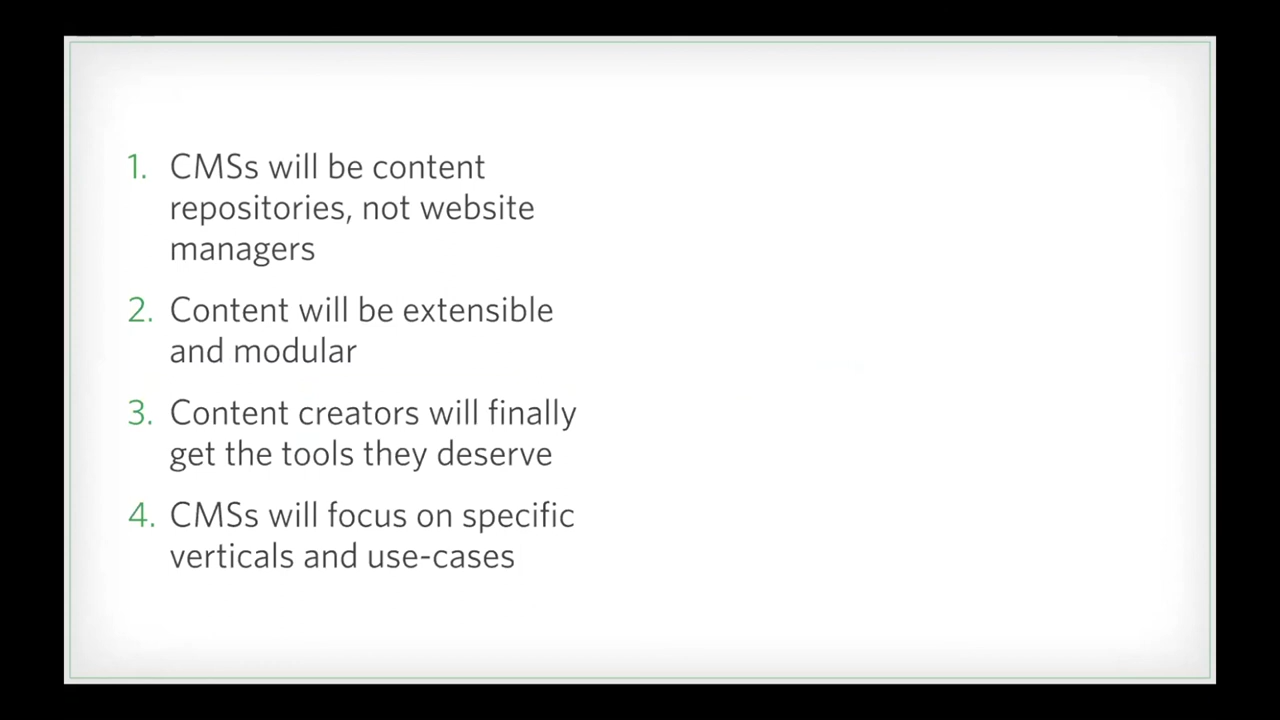 1. CMSs will be content
repositories, not website
managers
2. Content will be extensible
and modular
3. Content creators will finally
get the tools they deserve
4. CMSs will focus on specific
verticals and use-cases